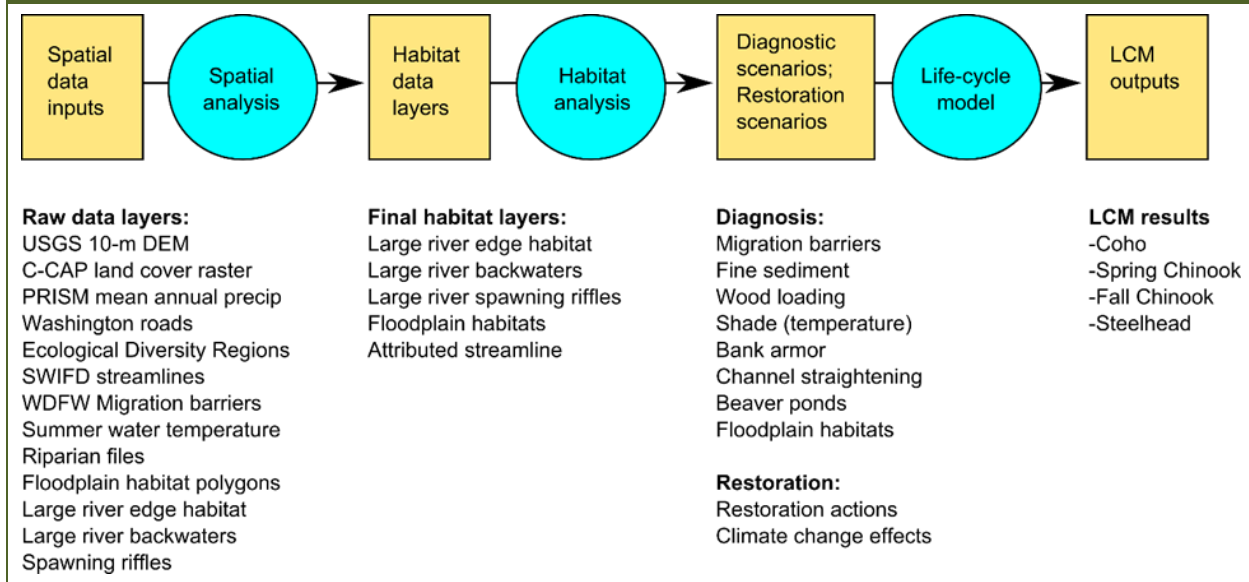 Spatial
data
inputs
Spatial
analysis
Habitat
data
layers
Habitat
analysis
Diagnostic
scenarios;
Restoration
scenarios
Life-cycle
model
LCM
outputs
Raw data layers:
USGS 10-m DEM
C-CAP land cover raster
PRISM mean annual precip
Washington roads
Ecological Diversity Regions
SWIFD streamlines
WDFW Migration barriers
Summer water temperature
Riparian files
Floodplain habitat polygons
Large river edge habitat
Large river backwaters
Spawning riffles
Final habitat layers:
Large river edge habitat
Large river backwaters
Large river spawning riffles
Floodplain habitats
Attributed streamline
Diagnosis:
Migration barriers
Fine sediment
Wood loading
Shade (temperature)
Bank armor
Channel straightening
Beaver ponds
Floodplain habitats
Restoration:
Restoration actions
Climate change effects
LCM results
-Coho
-Spring Chinook
-Fall Chinook
-Steelhead